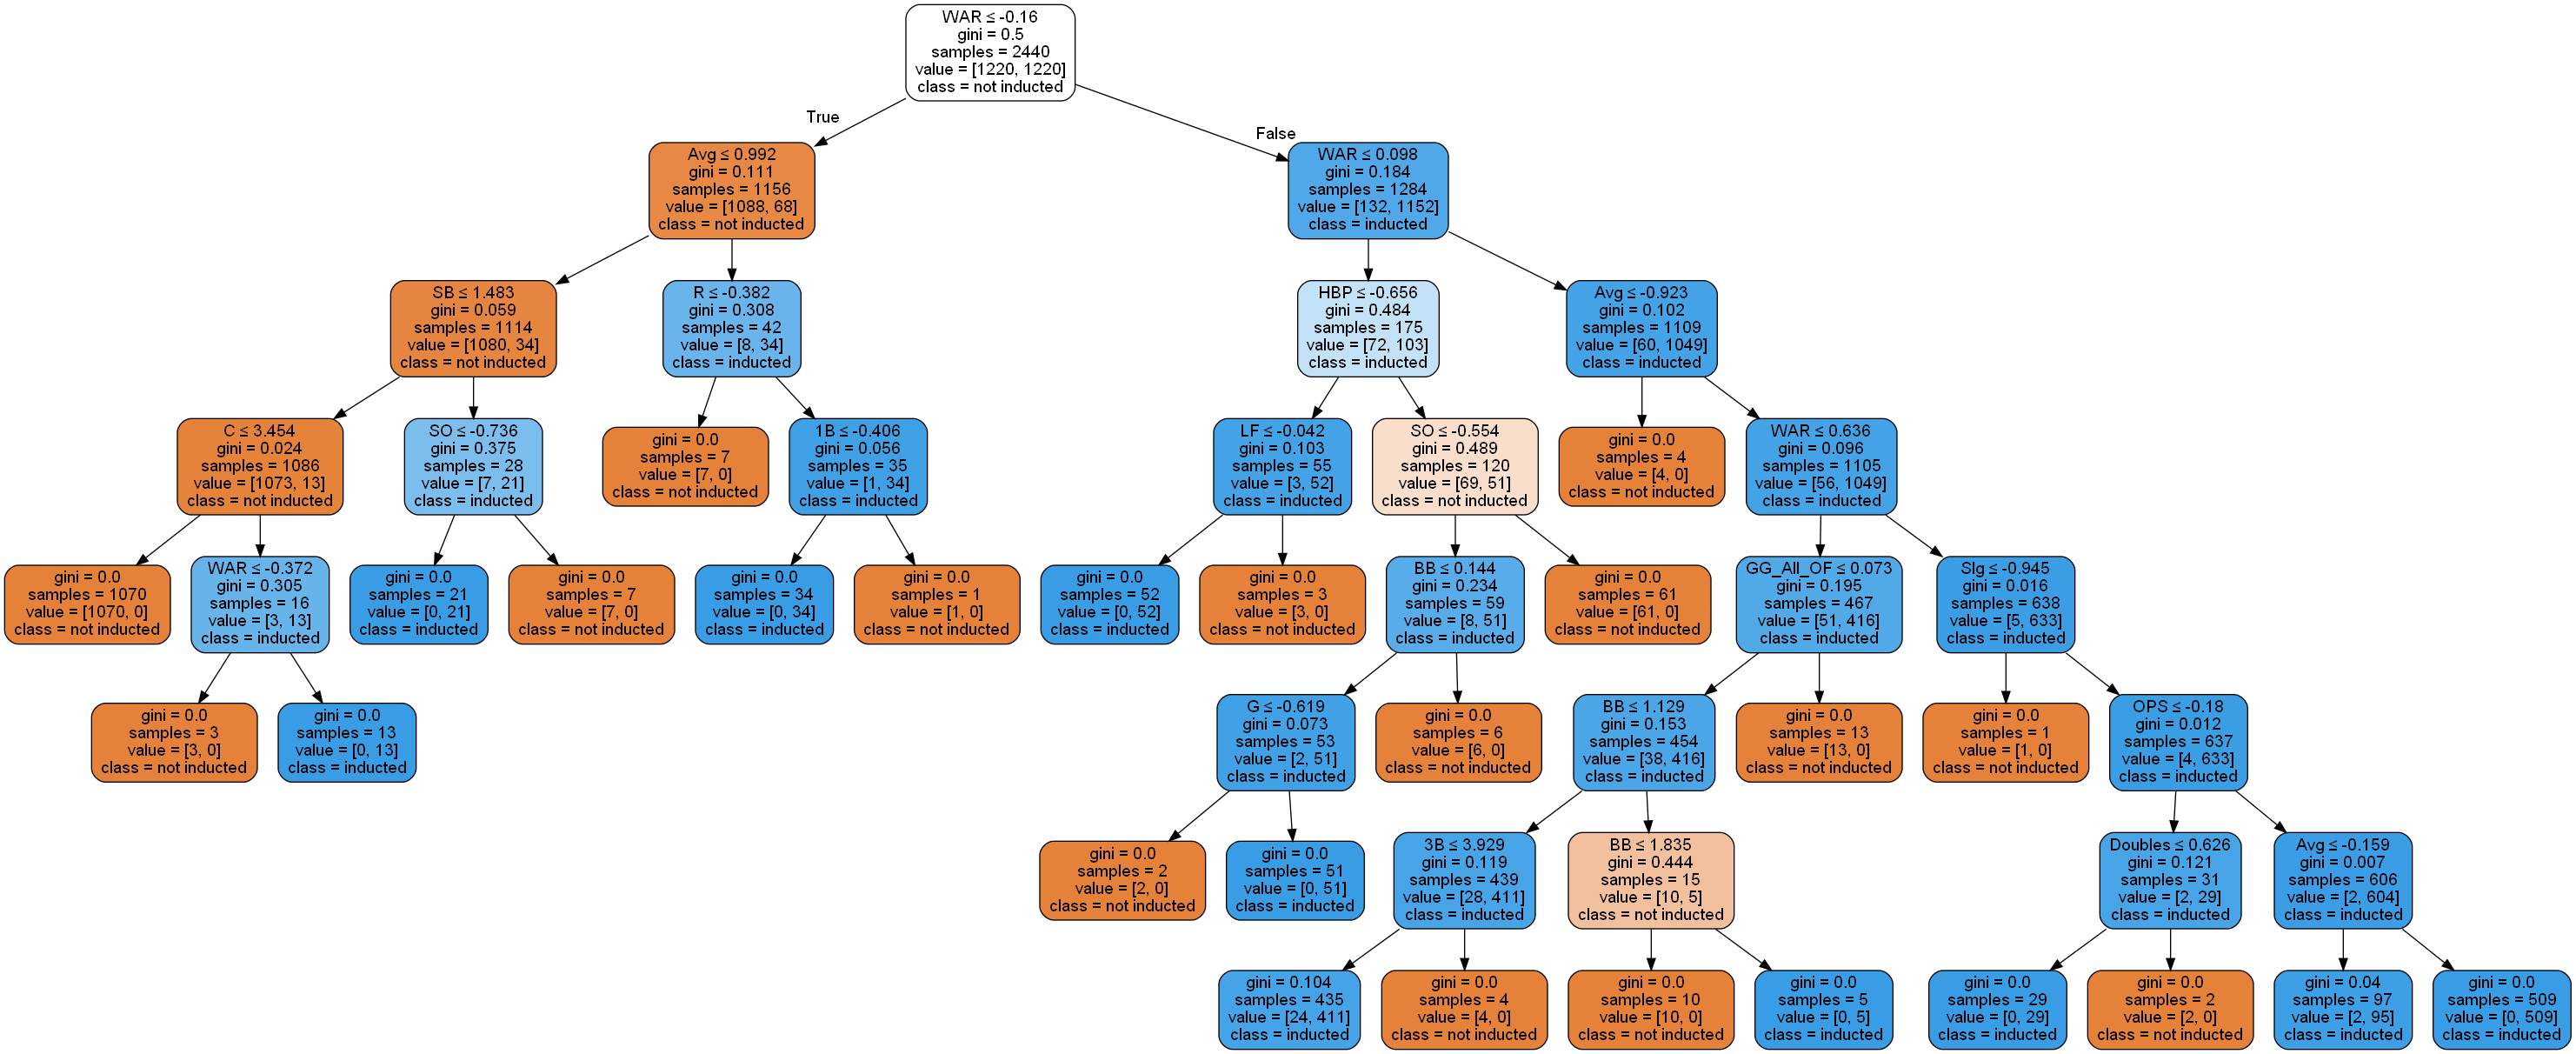 WAR ≤ -0.16
gini = 0.5
samples = 2440
value = [1220, 1220]
class = not inducted
True
False
Avg ≤ 0.992
gini = 0.111
samples = 1156
value = [1088, 68]
class = not inducted
WAR ≤ 0.098
gini = 0.184
samples = 1284
value = [132, 1152]
class = inducted
SB ≤ 1.483
gini = 0.059
samples = 1114
value = [1080, 34]
class = not inducted
R ≤ -0.382
gini = 0.308
samples = 42
value = [8, 34]
class = inducted
HBP ≤ -0.656
gini = 0.484
samples = 175
value = [72, 103]
class = inducted
Avg ≤ -0.923
gini = 0.102
samples = 1109
value = [60, 1049]
class = inducted
C ≤ 3.454
gini = 0.024
samples = 1086
value = [1073, 13]
class = not inducted
SO ≤ -0.736
gini = 0.375
samples = 28
value = [7, 21]
class = inducted
gini = 0.0
samples = 7
value = [7, 0]
class = not inducted
1B ≤ -0.406
gini = 0.056
samples = 35
value = [1, 34]
class = inducted
LF ≤ -0.042
gini = 0.103
samples = 55
value = [3, 52]
class = inducted
SO ≤ -0.554
gini = 0.489
samples = 120
value = [69, 51]
class = not inducted
gini = 0.0
samples = 4
value = [4, 0]
class = not inducted
WAR ≤ 0.636
gini = 0.096
samples = 1105
value = [56, 1049]
class = inducted
gini = 0.0
samples = 1070
value = [1070, 0]
class = not inducted
WAR ≤ -0.372
gini = 0.305
samples = 16
value = [3, 13]
class = inducted
gini = 0.0
samples = 21
value = [0, 21]
class = inducted
gini = 0.0
samples = 7
value = [7, 0]
class = not inducted
gini = 0.0
samples = 34
value = [0, 34]
class = inducted
gini = 0.0
samples = 1
value = [1, 0]
class = not inducted
gini = 0.0
samples = 52
value = [0, 52]
class = inducted
gini = 0.0
samples = 3
value = [3, 0]
class = not inducted
BB ≤ 0.144
gini = 0.234
samples = 59
value = [8, 51]
class = inducted
gini = 0.0
samples = 61
value = [61, 0]
class = not inducted
GG_All_OF ≤ 0.073
gini = 0.195
samples = 467
value = [51, 416]
class = inducted
Slg ≤ -0.945
gini = 0.016
samples = 638
value = [5, 633]
class = inducted
gini = 0.0
samples = 3
value = [3, 0]
class = not inducted
gini = 0.0
samples = 13
value = [0, 13]
class = inducted
G ≤ -0.619
gini = 0.073
samples = 53
value = [2, 51]
class = inducted
gini = 0.0
samples = 6
value = [6, 0]
class = not inducted
BB ≤ 1.129
gini = 0.153
samples = 454
value = [38, 416]
class = inducted
gini = 0.0
samples = 13
value = [13, 0]
class = not inducted
gini = 0.0
samples = 1
value = [1, 0]
class = not inducted
OPS ≤ -0.18
gini = 0.012
samples = 637
value = [4, 633]
class = inducted
gini = 0.0
samples = 2
value = [2, 0]
class = not inducted
gini = 0.0
samples = 51
value = [0, 51]
class = inducted
3B ≤ 3.929
gini = 0.119
samples = 439
value = [28, 411]
class = inducted
BB ≤ 1.835
gini = 0.444
samples = 15
value = [10, 5]
class = not inducted
Doubles ≤ 0.626
gini = 0.121
samples = 31
value = [2, 29]
class = inducted
Avg ≤ -0.159
gini = 0.007
samples = 606
value = [2, 604]
class = inducted
gini = 0.104
samples = 435
value = [24, 411]
class = inducted
gini = 0.0
samples = 4
value = [4, 0]
class = not inducted
gini = 0.0
samples = 10
value = [10, 0]
class = not inducted
gini = 0.0
samples = 5
value = [0, 5]
class = inducted
gini = 0.0
samples = 29
value = [0, 29]
class = inducted
gini = 0.0
samples = 2
value = [2, 0]
class = not inducted
gini = 0.04
samples = 97
value = [2, 95]
class = inducted
gini = 0.0
samples = 509
value = [0, 509]
class = inducted